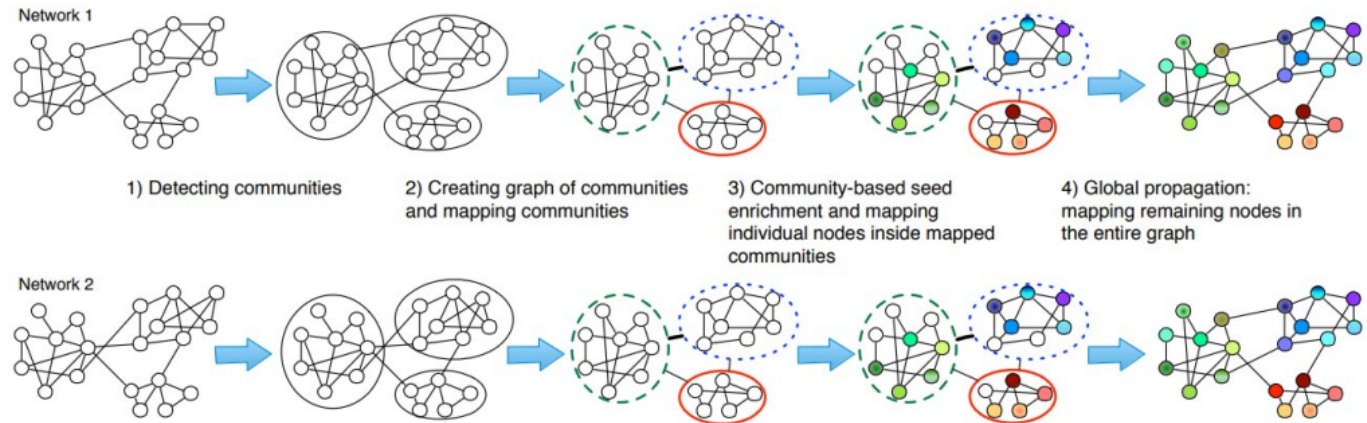 Network 1
1) Detecting communities
2) Creating graph of communities
and mapping communities
3) Community-based seed
enrichment and mapping
individual nodes inside mapped
communities
4) Global propagation:
mapping remaining nodes in
the entire graph
Network 2